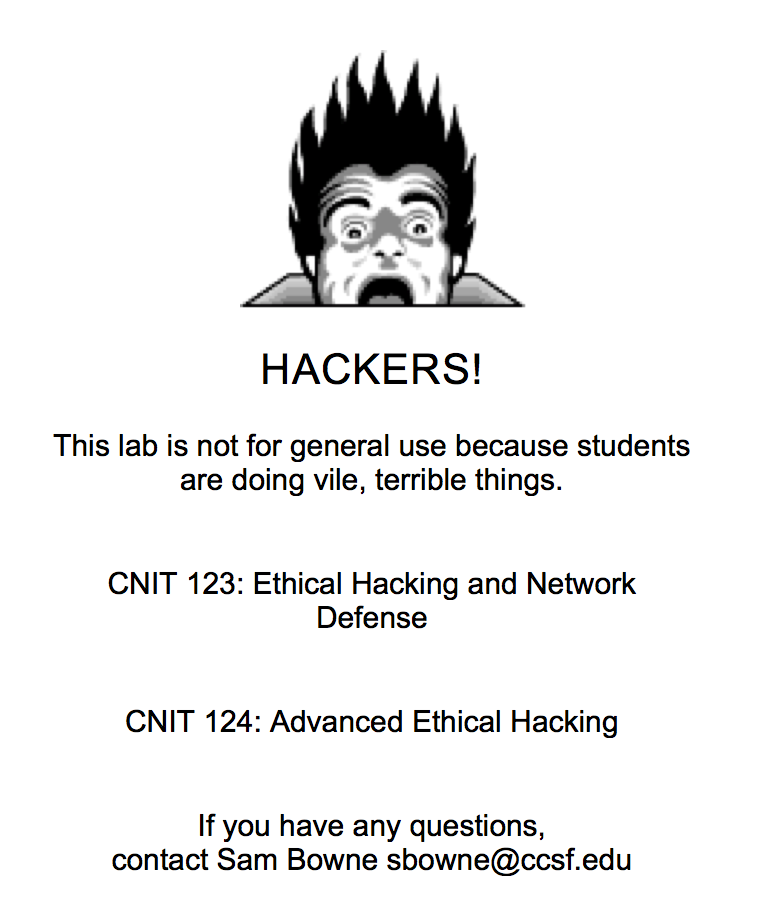 HACKERS!
This lab is not for general use because students
are doing vile, terrible things.
CNIT 123: Ethical Hacking and Network
Defense
CNIT 124: Advanced Ethical Hacking
If you have any questions,
contact Sam Bowne sbowne@ccsf.edu